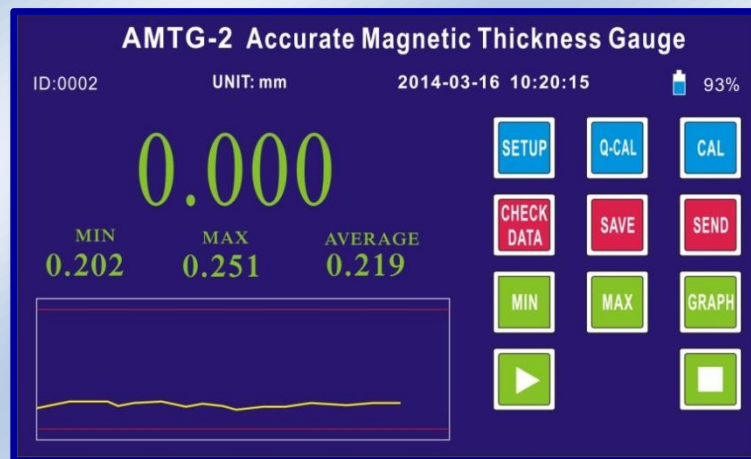 AMTG-2 Accurate Magnetic Thickness Gauge
ID:0002 UNIT: mm 2014-03-16 10:20:15 93%
0.000
MIN MAX AVERAGE
0.202 0.251 0.219
SETUP Q-CAL CAL
CHECK DATA SAVE SEND
MIN MAX GRAPH